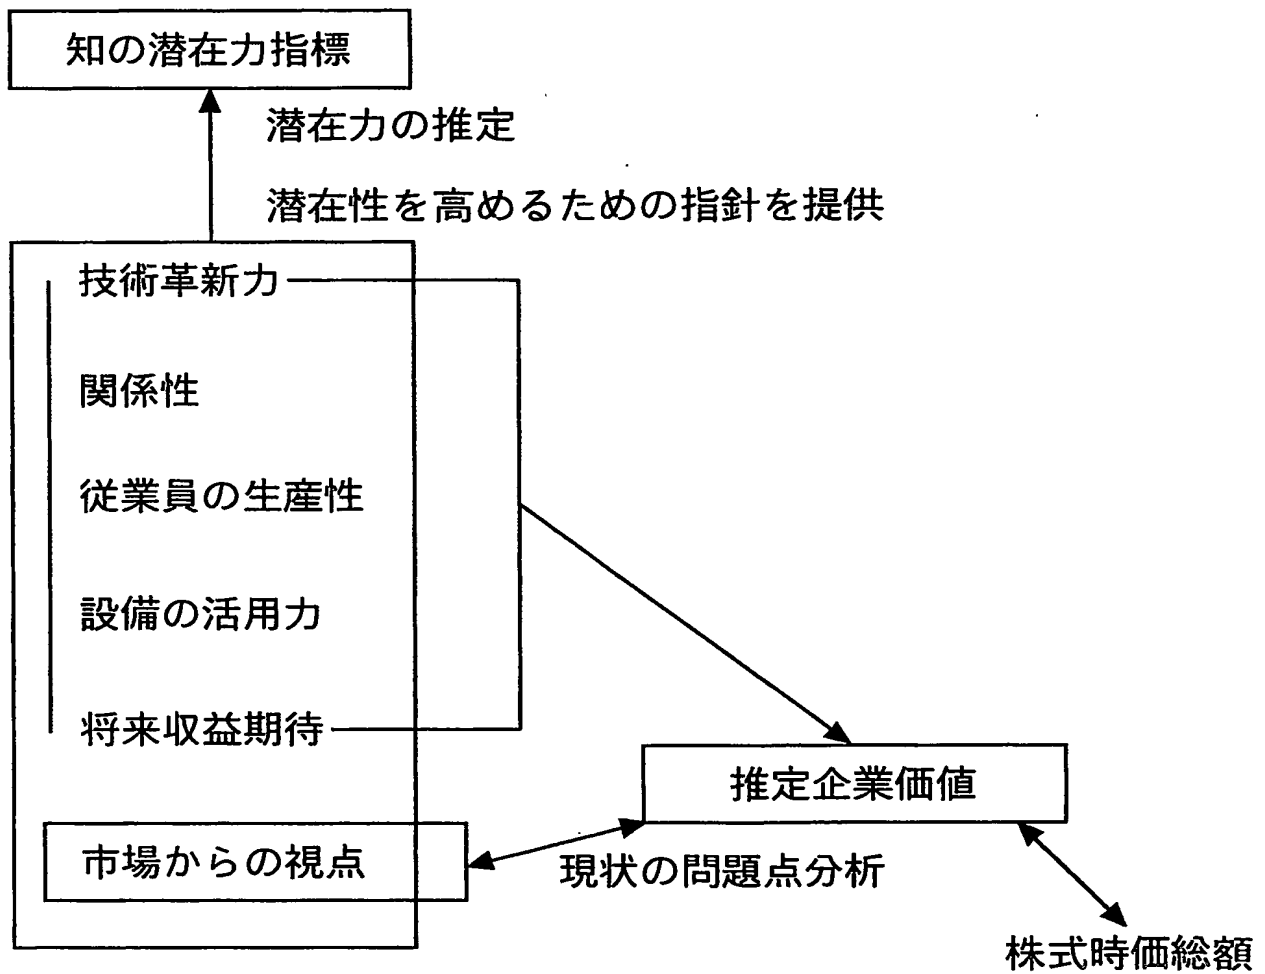 知の潜在力指標
潜在力の推定
潜在性を高めるための指針を提供
技術革新力
関係性
従業員の生産性
設備の活用力
将来収益期待
推定企業価値
市場からの視点
現状の問題点分析
株式時価総額